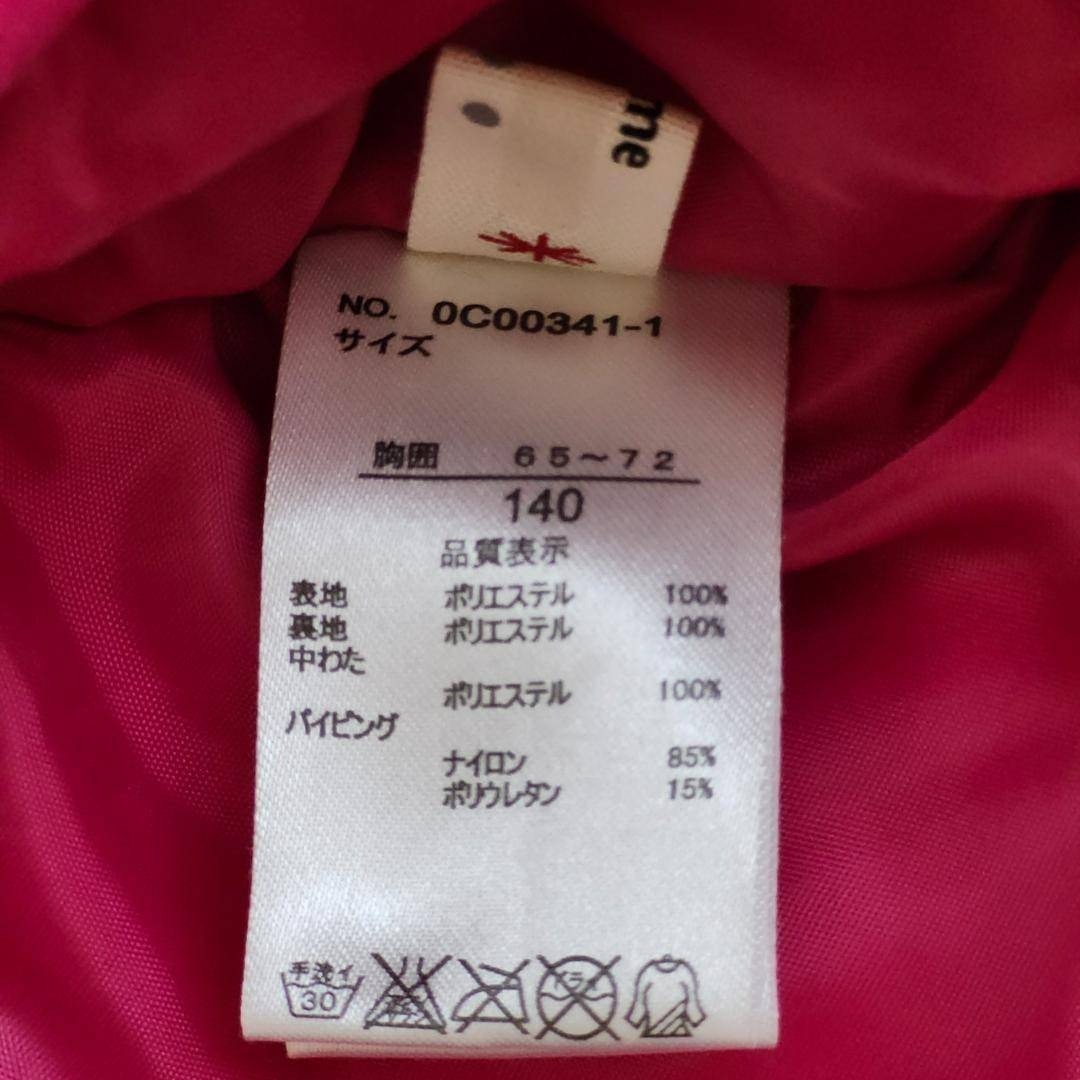 me
NO. 0C00341-1
サイズ
胸囲 65～72
140
品質表示
表地 ポリエステル 100%
裏地 ポリエステル 100%
中わた
ポリエステル 100%
パイピング
ナイロン 85%
ポリウレタン 15%
手洗イ
30